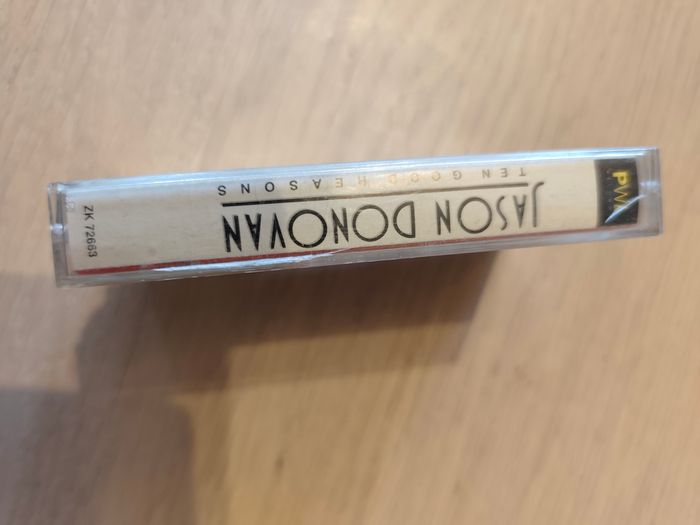 PWL
JASON DONOVAN
TEN GOOD REASONS
ZK 72663